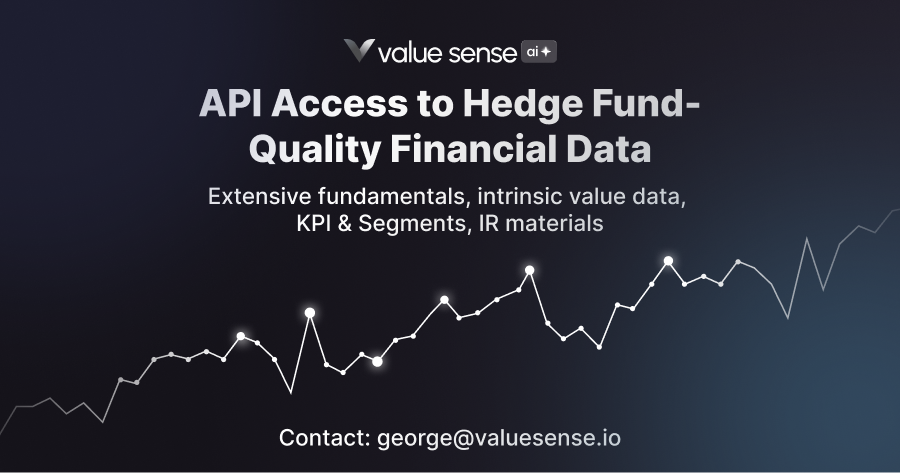 value sense ai
API Access to Hedge Fund-
Quality Financial Data
Extensive fundamentals, intrinsic value data,
KPI & Segments, IR materials
Contact: george@valuesense.io